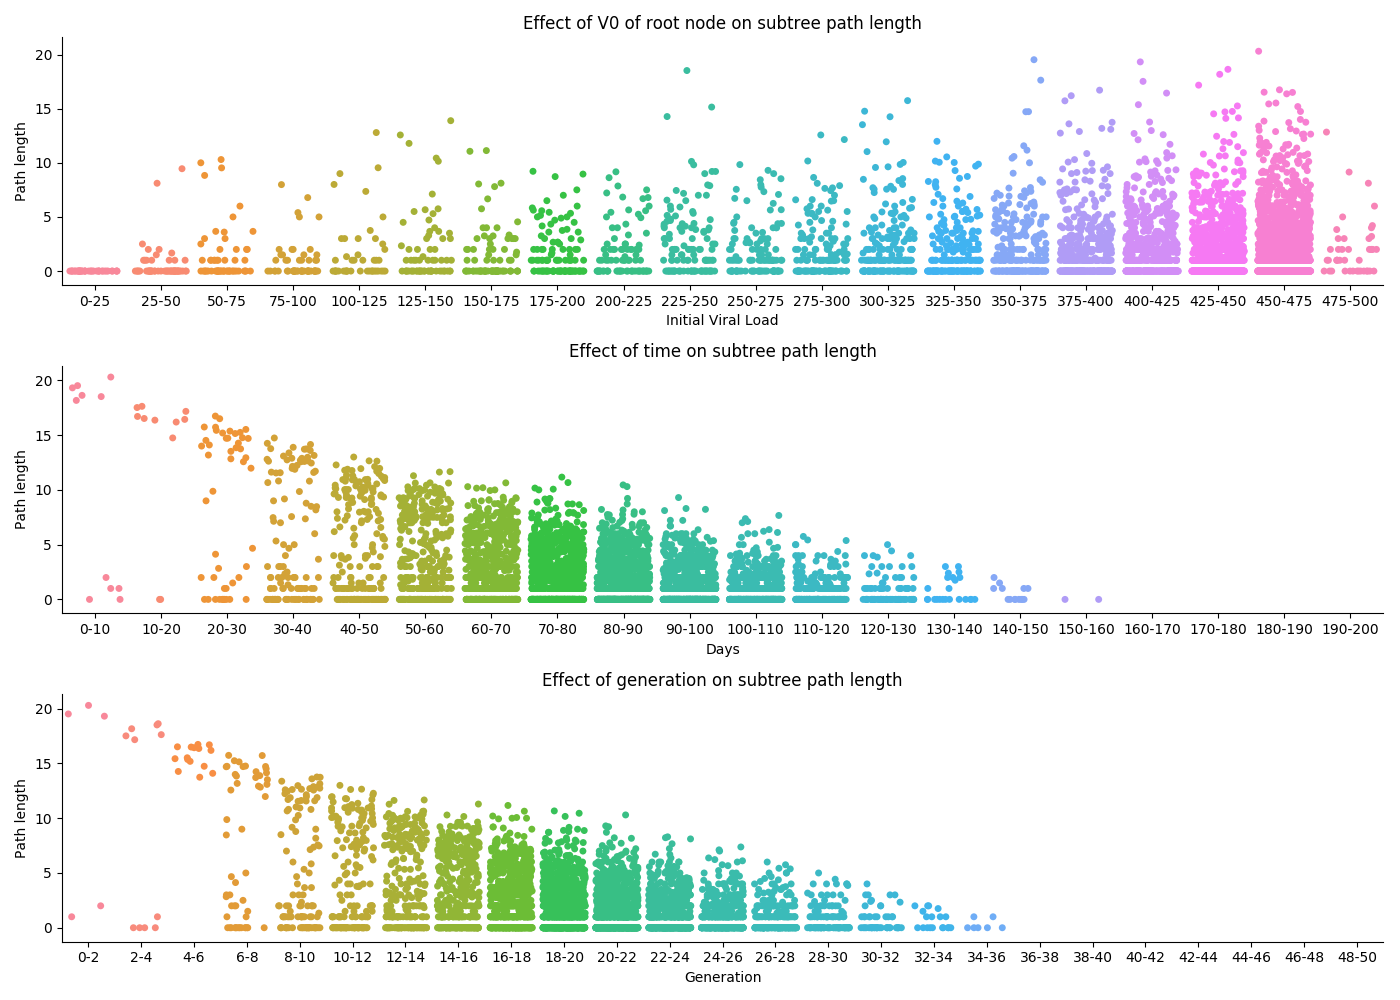 Effect of V0 of root node on subtree path length
20
15
10
5
0
Path length
0-25 25-50 50-75 75-100 100-125 125-150 150-175 175-200 200-225 225-250 250-275 275-300 300-325 325-350 350-375 375-400 400-425 425-450 450-475 475-500
Initial Viral Load
Effect of time on subtree path length
20
15
10
5
0
Path length
0-10 10-20 20-30 30-40 40-50 50-60 60-70 70-80 80-90 90-100 100-110 110-120 120-130 130-140 140-150 150-160 160-170 170-180 180-190 190-200
Days
Effect of generation on subtree path length
20
15
10
5
0
Path length
0-2 2-4 4-6 6-8 8-10 10-12 12-14 14-16 16-18 18-20 20-22 22-24 24-26 26-28 28-30 30-32 32-34 34-36 36-38 38-40 40-42 42-44 44-46 46-48 48-50
Generation